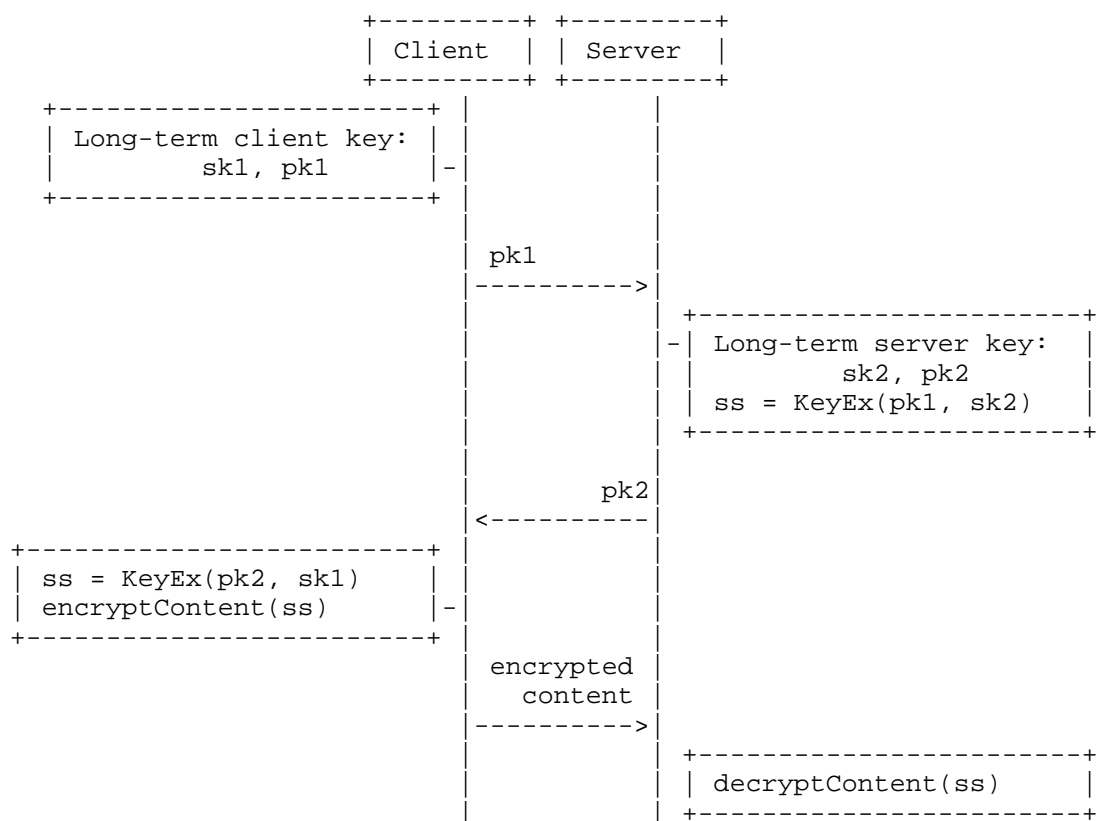 Client
Server
Long-term client key:
sk1, pk1
pk1
Long-term server key:
sk2, pk2
ss = KeyEx(pk1, sk2)
pk2
ss = KeyEx(pk2, sk1)
encryptContent(ss)
encrypted
content
decryptContent(ss)